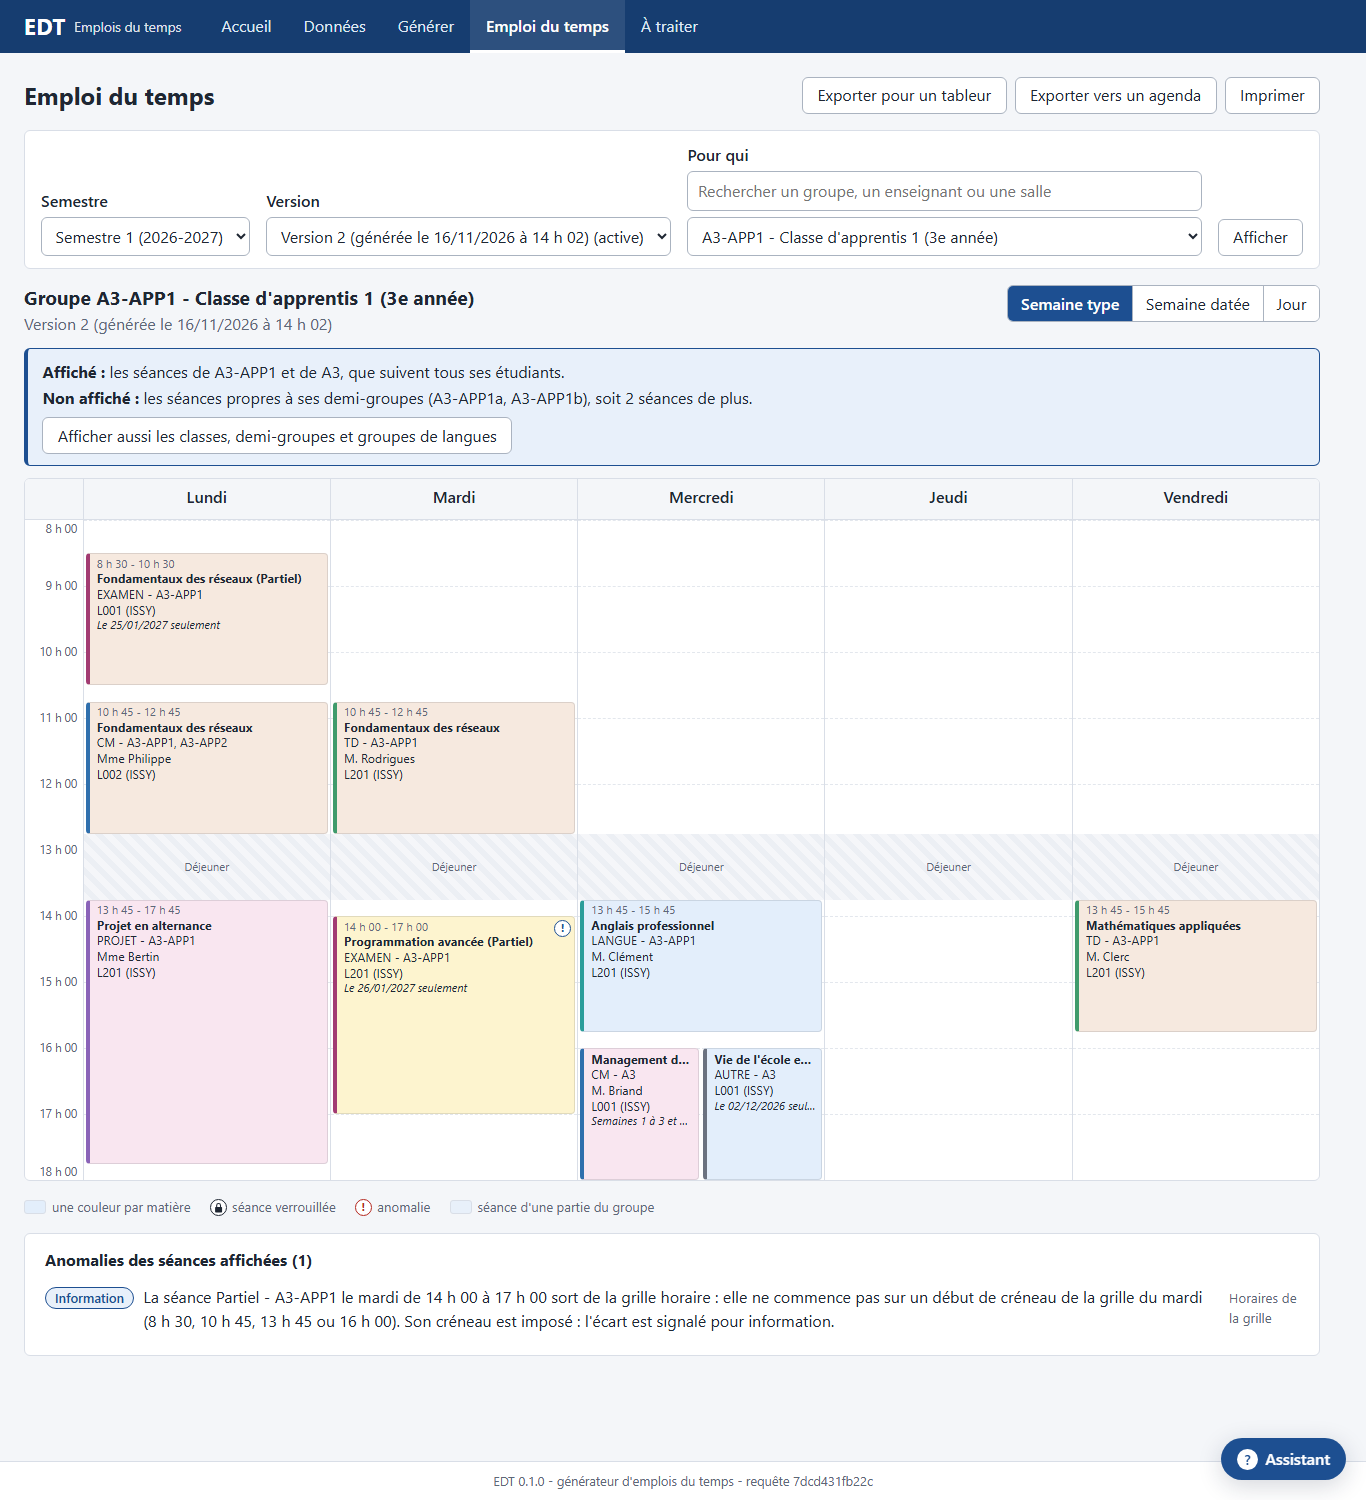 EDT Emplois du temps Accueil Données Générer Emploi du temps À traiter
Emploi du temps
Exporter pour un tableur Exporter vers un agenda Imprimer
Pour qui
Rechercher un groupe, un enseignant ou une salle
Semestre Version
Semestre 1 (2026-2027) Version 2 (générée le 16/11/2026 à 14 h 02) (active) A3-APP1 - Classe d'apprentis 1 (3e année) Afficher
Groupe A3-APP1 - Classe d'apprentis 1 (3e année)
Version 2 (générée le 16/11/2026 à 14 h 02)
Semaine type Semaine datée Jour
Affiché : les séances de A3-APP1 et de A3, que suivent tous ses étudiants.
Non affiché : les séances propres à ses demi-groupes (A3-APP1a, A3-APP1b), soit 2 séances de plus.
Afficher aussi les classes, demi-groupes et groupes de langues
Lundi Mardi Mercredi Jeudi Vendredi
8 h 00
9 h 00
10 h 00
11 h 00
12 h 00
13 h 00
14 h 00
15 h 00
16 h 00
17 h 00
18 h 00
8 h 30 - 10 h 30
Fondamentaux des réseaux (Partiel)
EXAMEN - A3-APP1
L001 (ISSY)
Le 25/01/2027 seulement
10 h 45 - 12 h 45
Fondamentaux des réseaux
CM - A3-APP1, A3-APP2
Mme Philippe
L002 (ISSY)
10 h 45 - 12 h 45
Fondamentaux des réseaux
TD - A3-APP1
M. Rodrigues
L201 (ISSY)
Déjeuner Déjeuner Déjeuner Déjeuner Déjeuner
13 h 45 - 17 h 45
Projet en alternance
PROJET - A3-APP1
Mme Bertin
L201 (ISSY)
14 h 00 - 17 h 00
!
Programmation avancée (Partiel)
EXAMEN - A3-APP1
L201 (ISSY)
Le 26/01/2027 seulement
13 h 45 - 15 h 45
Anglais professionnel
LANGUE - A3-APP1
M. Clément
L201 (ISSY)
Management d...
CM - A3
M. Briand
L001 (ISSY)
Semaines 1 à 3 et ...
Vie de l'école e...
AUTRE - A3
L001 (ISSY)
Le 02/12/2026 seul...
13 h 45 - 15 h 45
Mathématiques appliquées
TD - A3-APP1
M. Clerc
L201 (ISSY)
une couleur par matière séance verrouillée ! anomalie séance d'une partie du groupe
Anomalies des séances affichées (1)
Information
La séance Partiel - A3-APP1 le mardi de 14 h 00 à 17 h 00 sort de la grille horaire : elle ne commence pas sur un début de créneau de la grille du mardi
(8 h 30, 10 h 45, 13 h 45 ou 16 h 00). Son créneau est imposé : l'écart est signalé pour information.
Horaires de
la grille
? Assistant
EDT 0.1.0 - générateur d'emplois du temps - requête 7dcd431fb22c